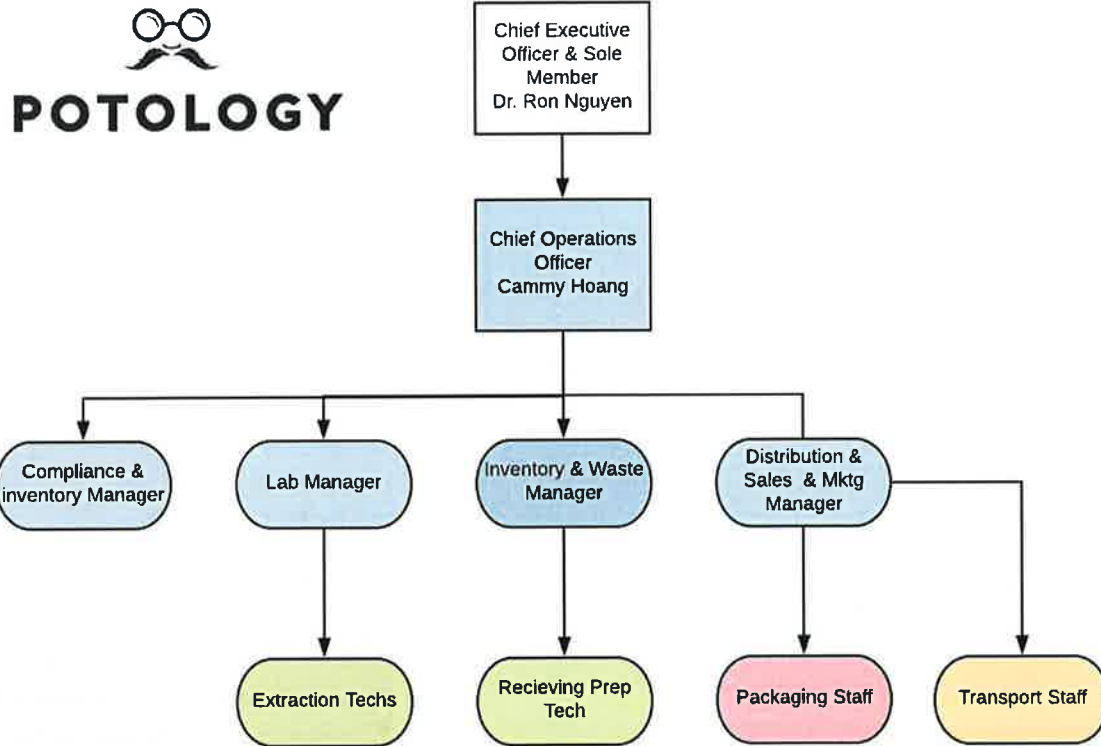 POTOLOGY
Chief Executive
Officer & Sole
Member
Dr. Ron Nguyen
Chief Operations
Officer
Cammy Hoang
Compliance &
inventory Manager
Lab Manager
Inventory & Waste
Manager
Distribution &
Sales & Mktg
Manager
Extraction Techs
Recieving Prep
Tech
Packaging Staff
Transport Staff